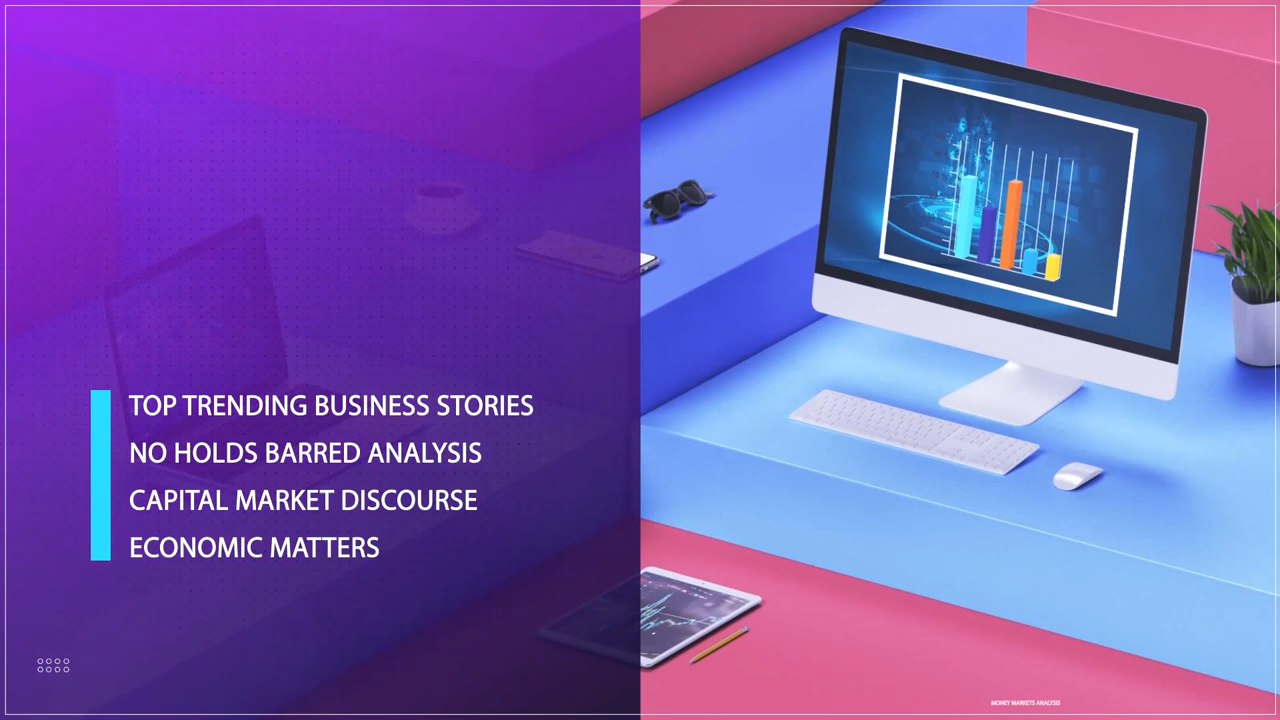 TOP TRENDING BUSINESS STORIES
NO HOLDS BARRED ANALYSIS
CAPITAL MARKET DISCOURSE
ECONOMIC MATTERS
MONEY MARKETS ANALYSIS